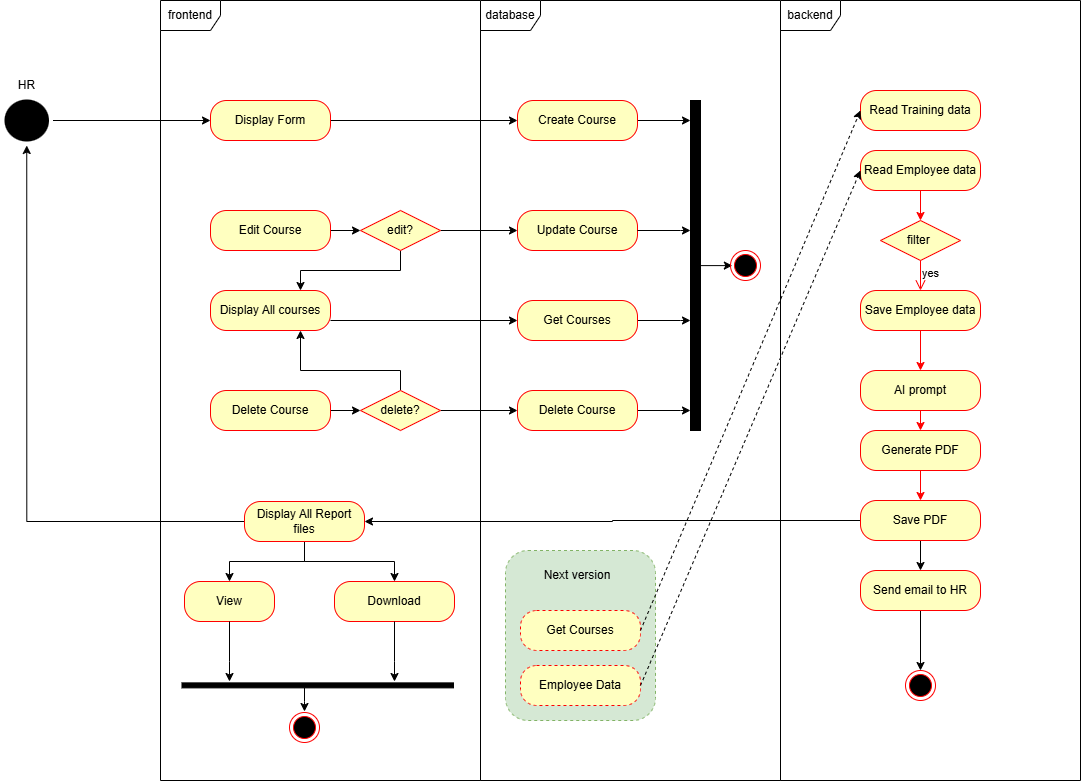 frontend
database
backend
HR
Display Form
Create Course
Read Training data
Read Employee data
Edit Course
edit?
Update Course
filter
yes
Display All courses
Get Courses
Save Employee data
Delete Course
delete?
Delete Course
AI prompt
Generate PDF
Display All Report
files
Save PDF
Next version
View
Download
Send email to HR
Get Courses
Employee Data